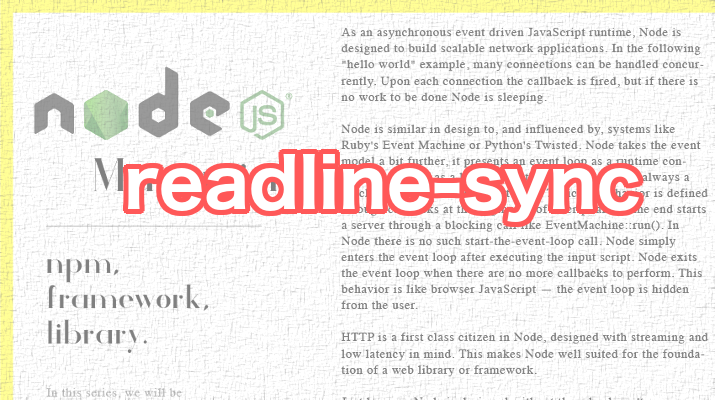 node
JS
readline-sync
npm,
framework,
library.
In this series, we will be
As an asynchronous event driven JavaScript runtime, Node is
designed to build scalable network applications. In the following
"hello world" example, many connections can be handled concur-
rently. Upon each connection the callback is fired, but if there is
no work to be done Node is sleeping.
Node is similar in design to, and influenced by, systems like
Ruby's Event Machine or Python's Twisted. Node takes the event
model a bit further, it presents an event loop as a runtime con-
as a always a
is defined
at the of end starts
a server through a blocking call like EventMachine::run(). In
Node there is no such start-the-event-loop call. Node simply
enters the event loop after executing the input script. Node exits
the event loop when there are no more callbacks to perform. This
behavior is like browser JavaScript — the event loop is hidden
from the user.
HTTP is a first class citizen in Node, designed with streaming and
low latency in mind. This makes Node well suited for the founda-
tion of a web library or framework.